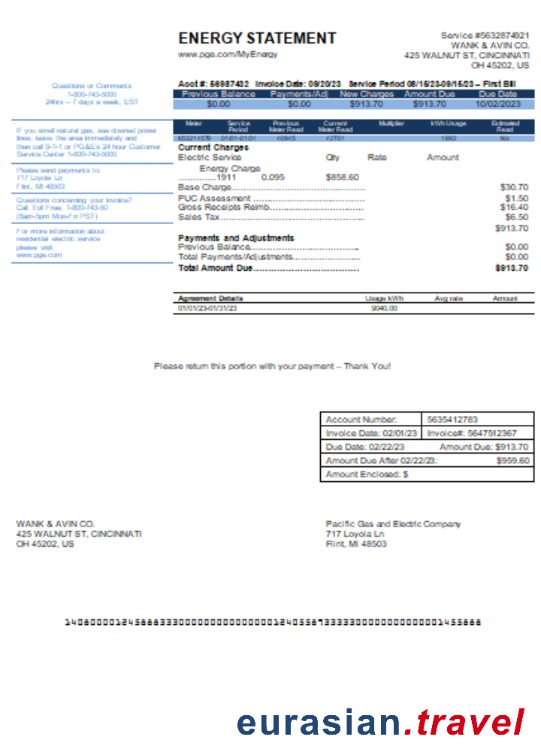 ENERGY STATEMENT
www.pge.com/MyEnergy
Service #5632874921
WANK & AVIN CO.
425 WALNUT ST, CINCINNATI
OH 45202, US
Questions or Comments
1-800-743-5000
24hrs – 7 days a week, EST
Acct #: 56987432 Invoice Date: 09/20/23 Service Period 08/15/23-09/15/23 – First Bill
Previous Balance Payments/Adj New Charges Amount Due Due Date
$0.00 $0.00 $913.70 $913.70 10/02/2023
Meter Service Period Previous Meter Read Current Meter Read Multiplier kWh Usage Estimated Read
If you smell natural gas, see downed power
lines, leave the area immediately and
then call 9-1-1 or PG&E's 24 hour Customer
Service Center 1-800-743-5000
Please send payments to
717 Loyola Ln
Flint, MI 48503
Questions concerning your invoice?
Call Toll Free: 1-800-743-50
(8am-5pm Mon-Fri PST)
For more information about
residential electric service
please visit
www.pge.com
Current Charges
Electric Service Qty Rate Amount
Energy Charge
..............1911 0.095 $858.60
Base Charge.......................................... $30.70
PUC Assessment ................................... $1.50
Gross Receipts Reimb............................. $16.40
Sales Tax.............................................. $6.50
$913.70
Payments and Adjustments
Previous Balance.................................... $0.00
Total Payments/Adjustments................... $0.00
Total Amount Due.................................... $913.70
Agreement Details Usage kWh Avg rate Amount
01/01/23-01/31/23 9040.00
Please return this portion with your payment – Thank You!
Account Number: 5635412783
Invoice Date: 02/01/23 Invoice#: 5647512367
Due Date: 02/22/23 Amount Due: $913.70
Amount Due After 02/22/23: $959.60
Amount Enclosed: $
WANK & AVIN CO.
425 WALNUT ST, CINCINNATI
OH 45202, US
Pacific Gas and Electric Company
717 Loyola Ln
Flint, MI 48503
eurasian.travel